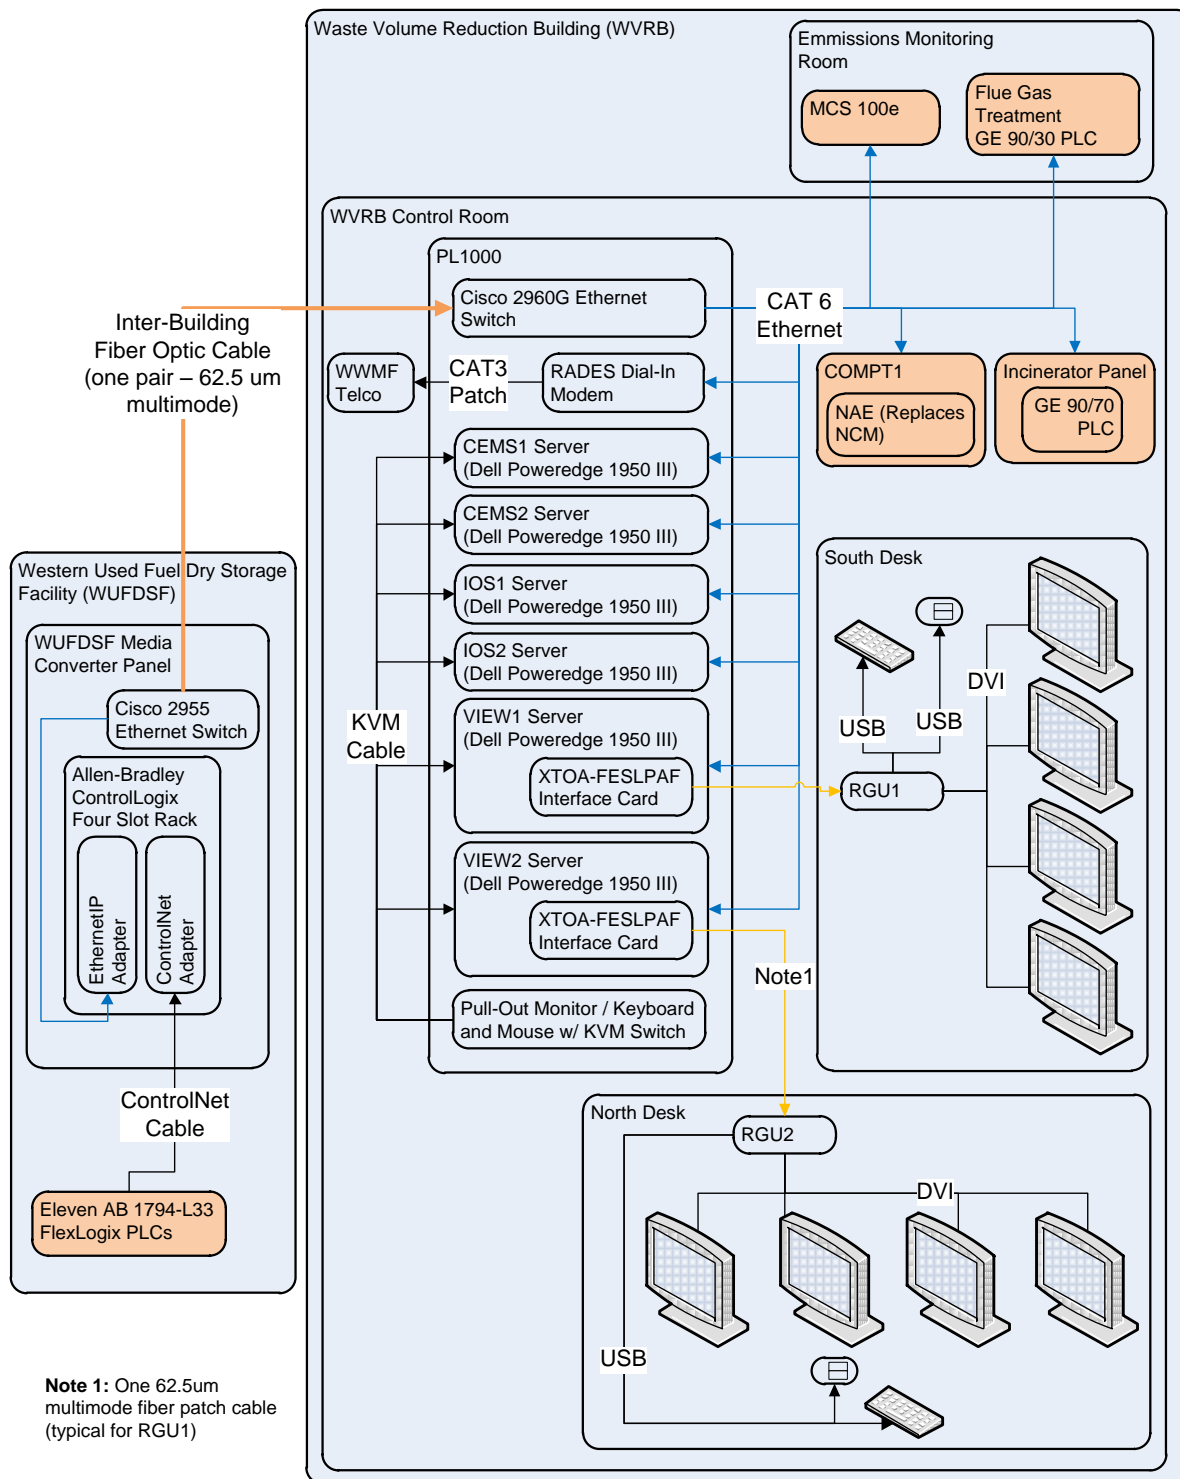 Waste Volume Reduction Building (WVRB)
Emmissions Monitoring
Room
MCS 100e
Flue Gas
Treatment
GE 90/30 PLC
WVRB Control Room
PL1000
Cisco 2960G Ethernet
Switch
CAT 6
Ethernet
Inter-Building
Fiber Optic Cable
(one pair – 62.5 um
multimode)
WWMF
Telco
CAT3
Patch
RADES Dial-In
Modem
COMPT1
NAE (Replaces
NCM)
Incinerator Panel
GE 90/70
PLC
CEMS1 Server
(Dell Poweredge 1950 III)
CEMS2 Server
(Dell Poweredge 1950 III)
IOS1 Server
(Dell Poweredge 1950 III)
IOS2 Server
(Dell Poweredge 1950 III)
KVM
Cable
VIEW1 Server
(Dell Poweredge 1950 III)
XTOA-FESLPAF
Interface Card
VIEW2 Server
(Dell Poweredge 1950 III)
XTOA-FESLPAF
Interface Card
Pull-Out Monitor / Keyboard
and Mouse w/ KVM Switch
Note1
South Desk
USB
USB
DVI
RGU1
Western Used Fuel Dry Storage
Facility (WUFDSF)
WUFDSF Media
Converter Panel
Cisco 2955
Ethernet Switch
Allen-Bradley
ControlLogix
Four Slot Rack
EthernetIP
Adapter
ControlNet
Adapter
ControlNet
Cable
Eleven AB 1794-L33
FlexLogix PLCs
North Desk
RGU2
DVI
USB
Note 1: One 62.5um
multimode fiber patch cable
(typical for RGU1)